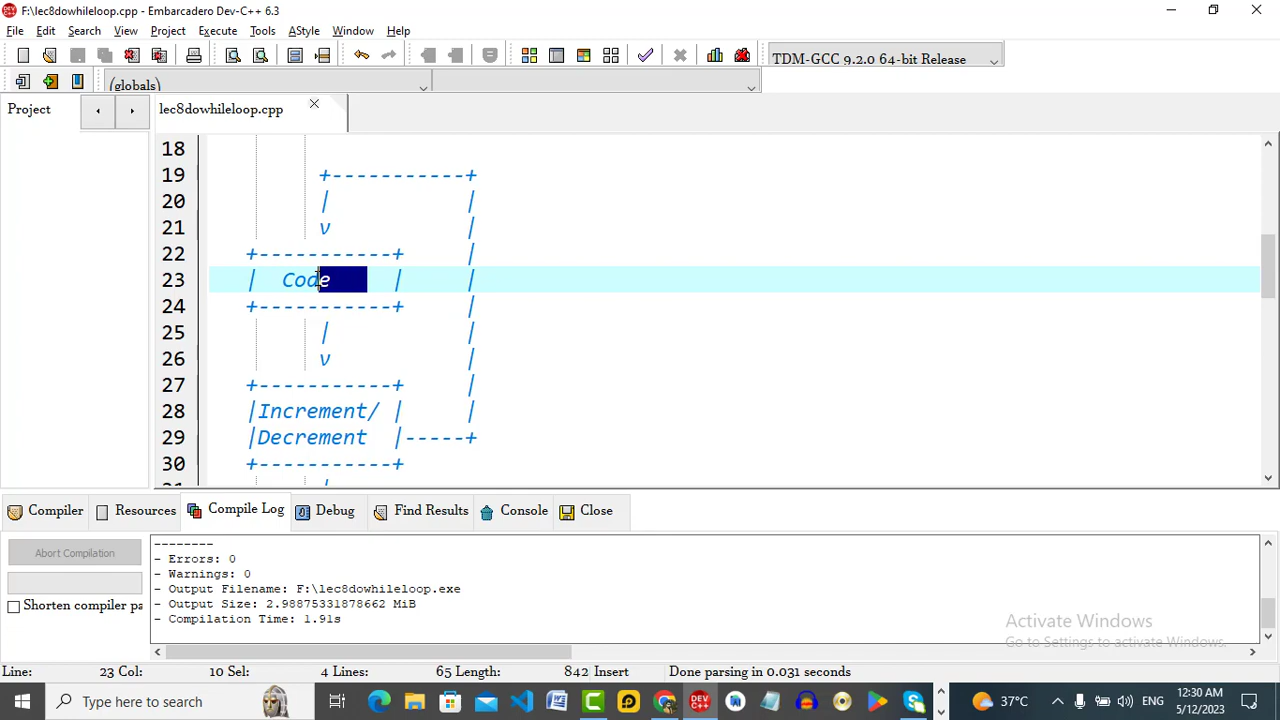 F:\lec8dowhileloop.cpp - Embarcadero Dev-C++ 6.3
File Edit Search View Project Execute Tools AStyle Window Help
TDM-GCC 9.2.0 64-bit Release
(globals)
Project
lec8dowhileloop.cpp
18
19 +-----------+
20 | |
21 v |
22 +-----------+ |
23 | Code | |
24 +-----------+ |
25 | |
26 v |
27 +-----------+ |
28 |Increment/ | |
29 |Decrement |-----+
30 +-----------+
Compiler Resources Compile Log Debug Find Results Console Close
Abort Compilation
Shorten compiler pa
--------
- Errors: 0
- Warnings: 0
- Output Filename: F:\lec8dowhileloop.exe
- Output Size: 2.98875331878662 MiB
- Compilation Time: 1.91s
Activate Windows
Go to Settings to activate Windows.
Line: 23 Col: 10 Sel: 4 Lines: 65 Length: 842 Insert Done parsing in 0.031 seconds
Type here to search
37°C
ENG
12:30 AM
5/12/2023